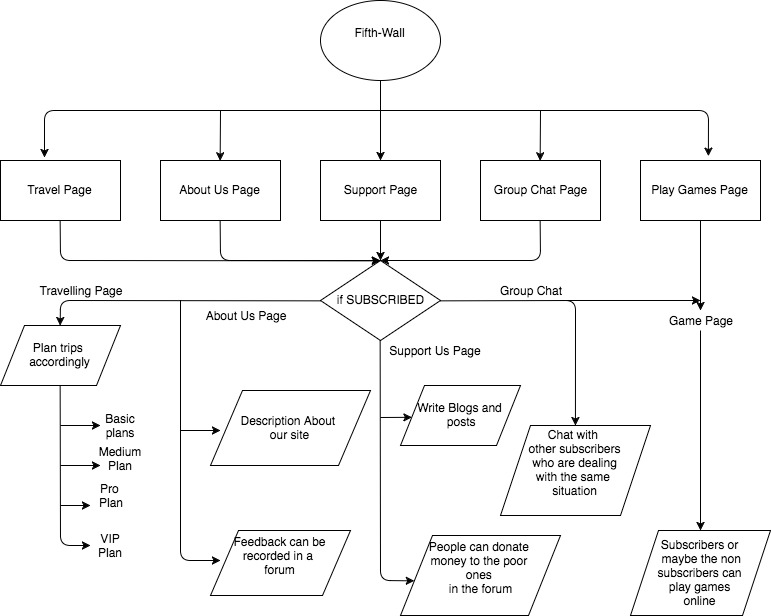 Fifth-Wall
Travel Page
About Us Page
Support Page
Group Chat Page
Play Games Page
if SUBSCRIBED
Travelling Page
About Us Page
Support Us Page
Group Chat
Game Page
Plan trips
accordingly
Basic
plans
Medium
Plan
Pro
Plan
VIP
Plan
Description About
our site
Feedback can be
recorded in a
forum
Write Blogs and
posts
People can donate
money to the poor
ones
in the forum
Chat with
other subscribers
who are dealing
with the same
situation
Subscribers or
maybe the non
subscribers can
play games
online